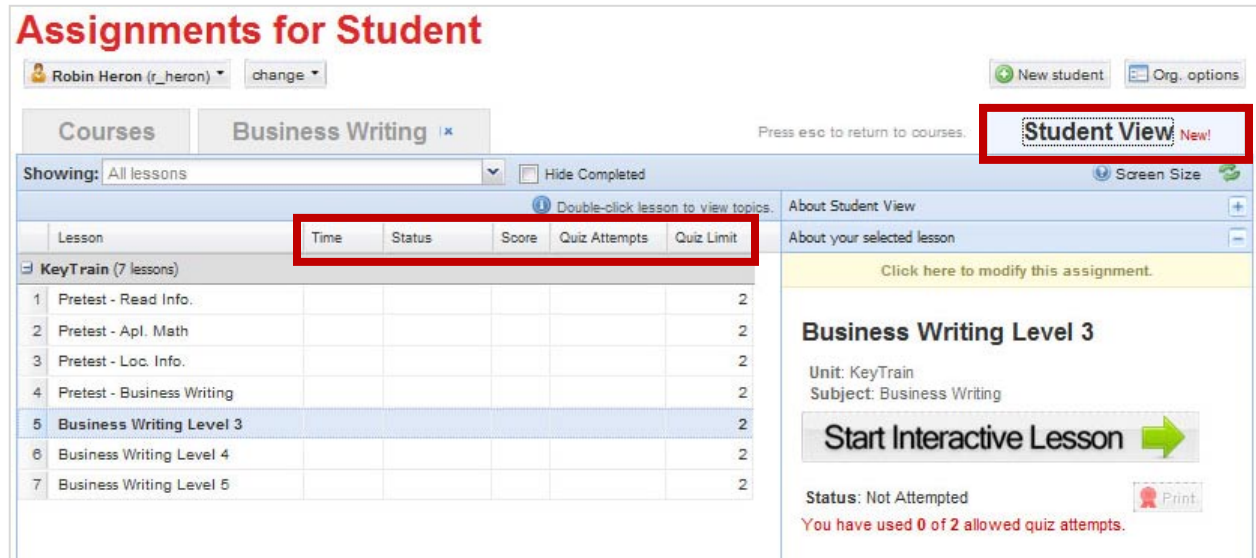 Assignments for Student
Robin Heron (r_heron) change New student Org. options
Courses Business Writing Press esc to return to courses. Student View New!
Showing: All lessons Hide Completed Screen Size
Double-click lesson to view topics. About Student View
Lesson Time Status Score Quiz Attempts Quiz Limit About your selected lesson
KeyTrain (7 lessons) Click here to modify this assignment.
1 Pretest - Read Info. 2
2 Pretest - Apl. Math 2
3 Pretest - Loc. Info. 2
4 Pretest - Business Writing 2
5 Business Writing Level 3 2
6 Business Writing Level 4 2
7 Business Writing Level 5 2
Business Writing Level 3
Unit: KeyTrain
Subject: Business Writing
Start Interactive Lesson
Status: Not Attempted Print
You have used 0 of 2 allowed quiz attempts.